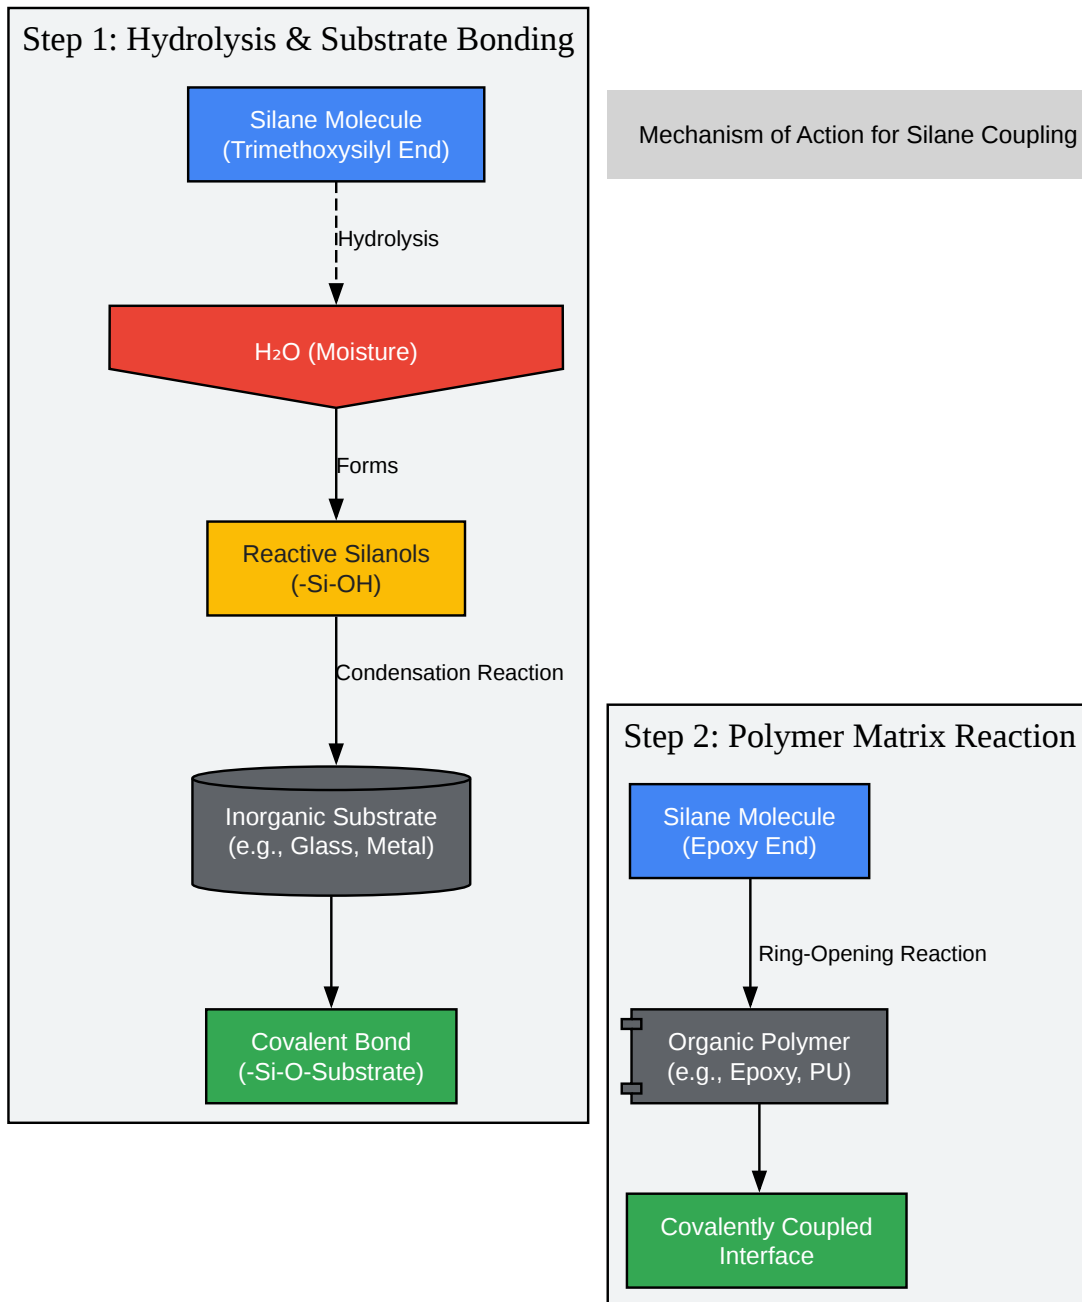 Step 1: Hydrolysis & Substrate Bonding
Silane Molecule
(Trimethoxysilyl End)
Hydrolysis
H₂O (Moisture)
Forms
Reactive Silanols
(-Si-OH)
Condensation Reaction
Inorganic Substrate
(e.g., Glass, Metal)
Covalent Bond
(-Si-O-Substrate)
Mechanism of Action for Silane Coupling
Step 2: Polymer Matrix Reaction
Silane Molecule
(Epoxy End)
Ring-Opening Reaction
Organic Polymer
(e.g., Epoxy, PU)
Covalently Coupled
Interface